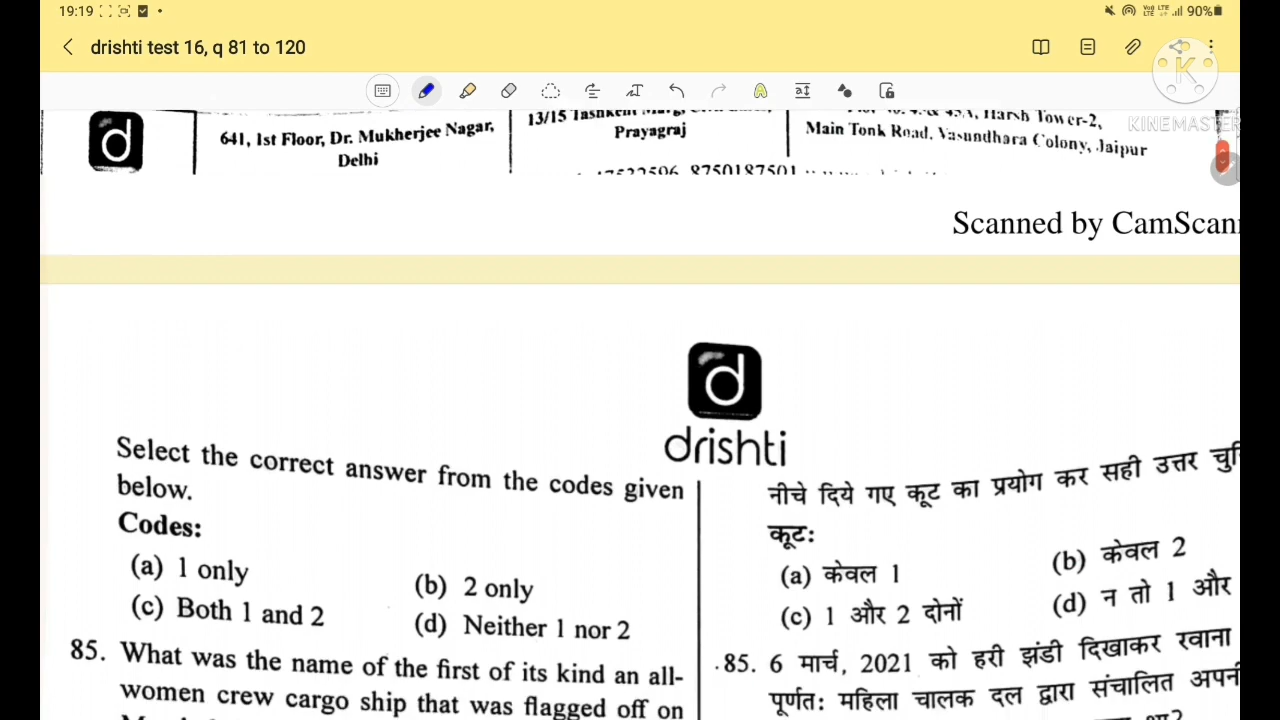 19:19
90%
drishti test 16, q 81 to 120
KINEMASTER
641, 1st Floor, Dr. Mukherjee Nagar,
Delhi
13/15 Tashkent Marg,
Prayagraj
Harsh Tower-2,
Main Tonk Road, Vasundhara Colony, Jaipur
8750187501
Scanned by CamScan
drishti
Select the correct answer from the codes given
below.
Codes:
(a) 1 only
(b) 2 only
(c) Both 1 and 2
(d) Neither 1 nor 2
85. What was the name of the first of its kind an all-
women crew cargo ship that was flagged off on
नीचे दिये गए कूट का प्रयोग कर सही उत्तर
कूटः
(a) केवल 1
(b) केवल 2
(c) 1 और 2 दोनों
(d) न तो 1 और
85. 6 मार्च, 2021 को हरी झंडी दिखाकर रवाना
पूर्णतः महिला चालक दल द्वारा संचालित